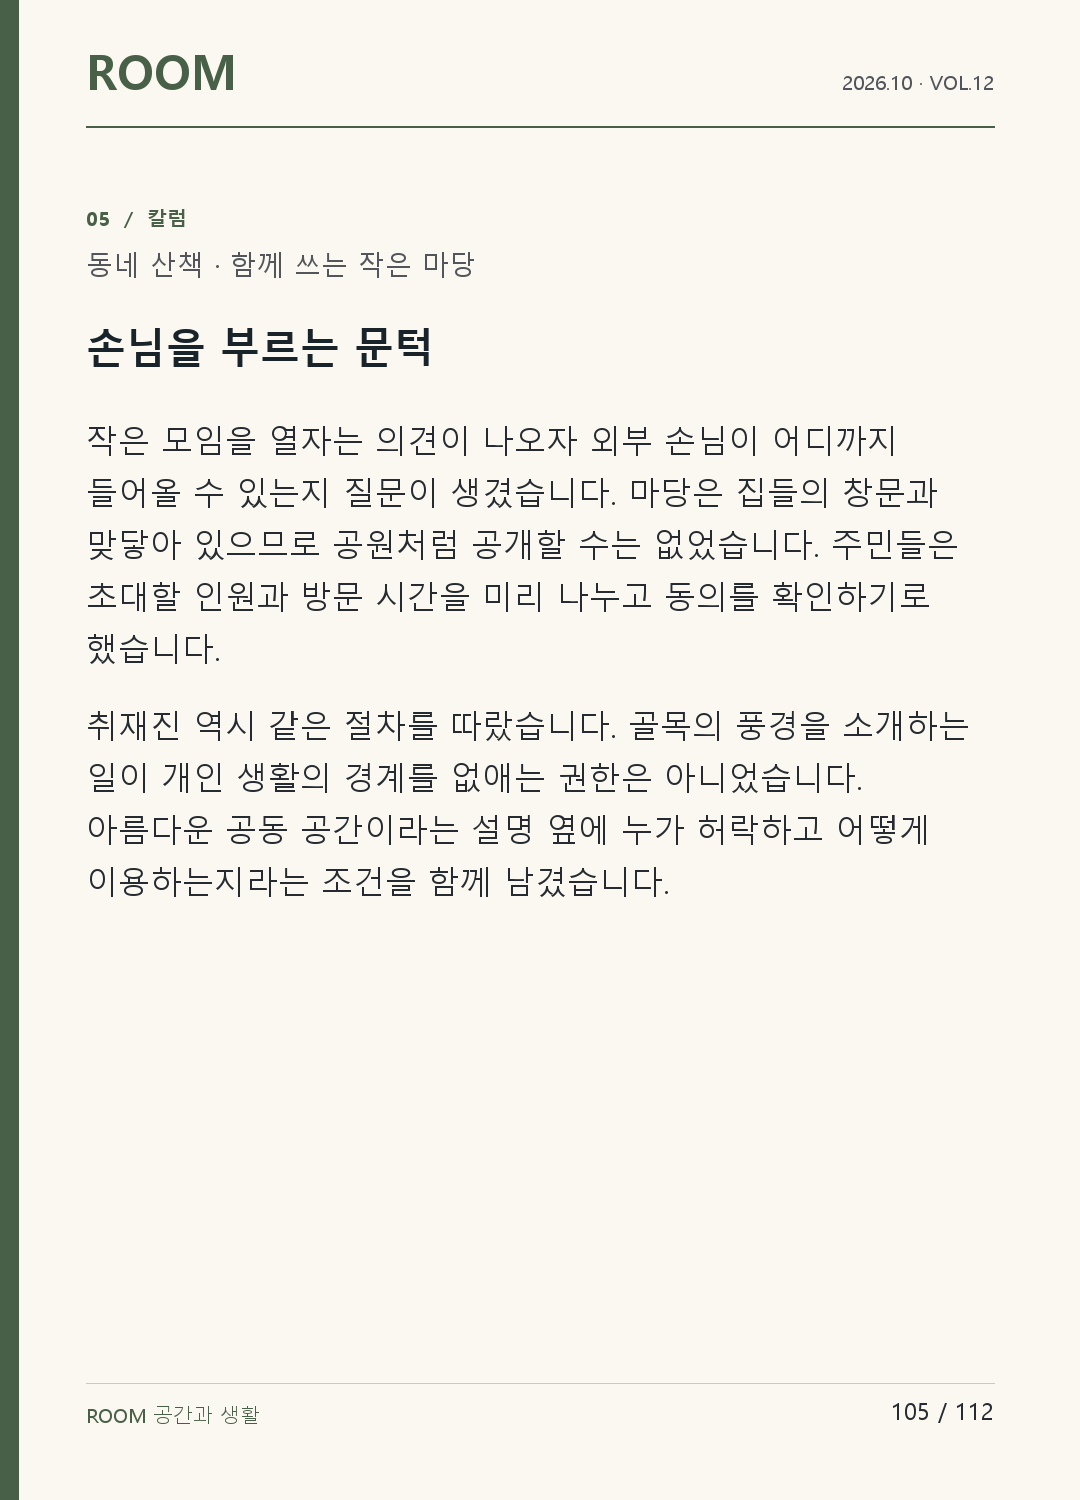 ROOM
2026.10 · VOL.12
05 / 칼럼
동네 산책 · 함께 쓰는 작은 마당
손님을 부르는 문턱
작은 모임을 열자는 의견이 나오자 외부 손님이 어디까지
들어올 수 있는지 질문이 생겼습니다. 마당은 집들의 창문과
맞닿아 있으므로 공원처럼 공개할 수는 없었습니다. 주민들은
초대할 인원과 방문 시간을 미리 나누고 동의를 확인하기로
했습니다.
취재진 역시 같은 절차를 따랐습니다. 골목의 풍경을 소개하는
일이 개인 생활의 경계를 없애는 권한은 아니었습니다.
아름다운 공동 공간이라는 설명 옆에 누가 허락하고 어떻게
이용하는지라는 조건을 함께 남겼습니다.
ROOM 공간과 생활
105 / 112